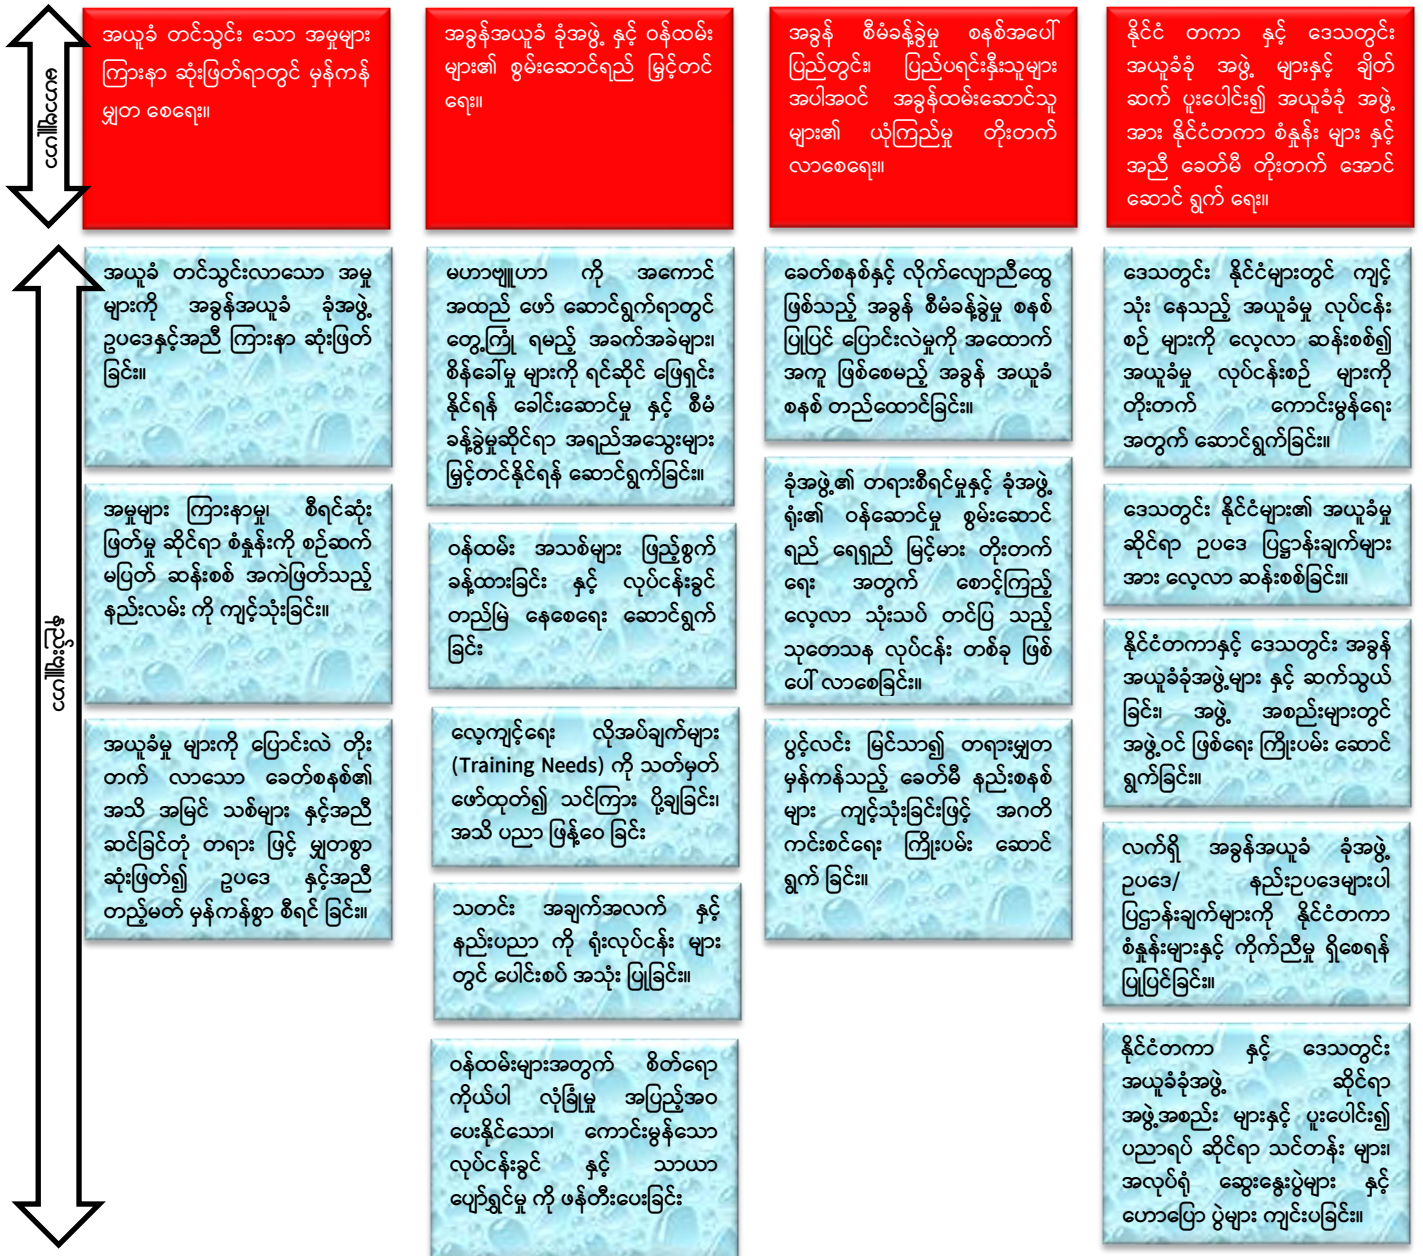 အယူခံ တင်သွင်း သော အမှုများ
ကြားနာ ဆုံးဖြတ်ရာတွင် မှန်ကန်
မျှတ စေရေး။
အခွန်အယူခံ ခုံအဖွဲ့ နှင့် ဝန်ထမ်း
များ၏ စွမ်းဆောင်ရည် မြှင့်တင်
ရေး။
အခွန် စီမံခန့်ခွဲမှု စနစ်အပေါ်
ပြည်တွင်း၊ ပြည်ပရင်းနှီးသူများ
အပါအဝင် အခွန်ထမ်းဆောင်သူ
များ၏ ယုံကြည်မှု တိုးတက်
လာစေရေး။
နိုင်ငံ တကာ နှင့် ဒေသတွင်း
အယူခံခုံ အဖွဲ့ များနှင့် ချိတ်
ဆက် ပူးပေါင်း၍ အယူခံခုံ အဖွဲ့
အား နိုင်ငံတကာ စံနှုန်း များ နှင့်
အညီ ခေတ်မီ တိုးတက် အောင်
ဆောင် ရွက် ရေး။
အယူခံ တင်သွင်းလာသော အမှု
များကို အခွန်အယူခံ ခုံအဖွဲ့
ဥပဒေနှင့်အညီ ကြားနာ ဆုံးဖြတ်
ခြင်း။
အမှုများ ကြားနာမှု၊ စီရင်ဆုံး
ဖြတ်မှု ဆိုင်ရာ စံနှုန်းကို စဉ်ဆက်
မပြတ် ဆန်းစစ် အကဲဖြတ်သည့်
နည်းလမ်း ကို ကျင့်သုံးခြင်း။
အယူခံမှု များကို ပြောင်းလဲ တိုး
တက် လာသော ခေတ်စနစ်၏
အသိ အမြင် သစ်များ နှင့်အညီ
ဆင်ခြင်တုံ တရား ဖြင့် မျှတစွာ
ဆုံးဖြတ်၍ ဥပဒေ နှင့်အညီ
တည့်မတ် မှန်ကန်စွာ စီရင် ခြင်း။
မဟာဗျူဟာ ကို အကောင်
အထည် ဖော် ဆောင်ရွက်ရာတွင်
တွေ့ကြုံ ရမည့် အခက်အခဲများ၊
စိန်ခေါ်မှု များကို ရင်ဆိုင် ဖြေရှင်း
နိုင်ရန် ခေါင်းဆောင်မှု နှင့် စီမံ
ခန့်ခွဲမှုဆိုင်ရာ အရည်အသွေးများ
မြှင့်တင်နိုင်ရန် ဆောင်ရွက်ခြင်း။
ဝန်ထမ်း အသစ်များ ဖြည့်စွက်
ခန့်ထားခြင်း နှင့် လုပ်ငန်းခွင်
တည်မြဲ နေစေရေး ဆောင်ရွက်
ခြင်း
လေ့ကျင့်ရေး လိုအပ်ချက်များ
(Training Needs) ကို သတ်မှတ်
ဖော်ထုတ်၍ သင်ကြား ပို့ချခြင်း၊
အသိ ပညာ ဖြန့်ဝေ ခြင်း
သတင်း အချက်အလက် နှင့်
နည်းပညာ ကို ရုံးလုပ်ငန်း များ
တွင် ပေါင်းစပ် အသုံး ပြုခြင်း။
ဝန်ထမ်းများအတွက် စိတ်ရော
ကိုယ်ပါ လုံခြုံမှု အပြည့်အဝ
ပေးနိုင်သော၊ ကောင်းမွန်သော
လုပ်ငန်းခွင် နှင့် သာယာ
ပျော်ရွှင်မှု ကို ဖန်တီးပေးခြင်း
ခေတ်စနစ်နှင့် လိုက်လျောညီထွေ
ဖြစ်သည့် အခွန် စီမံခန့်ခွဲမှု စနစ်
ပြုပြင် ပြောင်းလဲမှုကို အထောက်
အကူ ဖြစ်စေမည့် အခွန် အယူခံ
စနစ် တည်ထောင်ခြင်း။
ခုံအဖွဲ့၏ တရားစီရင်မှုနှင့် ခုံအဖွဲ့
ရုံး၏ ဝန်ဆောင်မှု စွမ်းဆောင်
ရည် ရေရှည် မြင့်မား တိုးတက်
ရေး အတွက် စောင့်ကြည့်
လေ့လာ သုံးသပ် တင်ပြ သည့်
သုတေသန လုပ်ငန်း တစ်ခု ဖြစ်
ပေါ် လာစေခြင်း။
ပွင့်လင်း မြင်သာ၍ တရားမျှတ
မှန်ကန်သည့် ခေတ်မီ နည်းစနစ်
များ ကျင့်သုံးခြင်းဖြင့် အဂတိ
ကင်းစင်ရေး ကြိုးပမ်း ဆောင်
ရွက် ခြင်း။
ဒေသတွင်း နိုင်ငံများတွင် ကျင့်
သုံး နေသည့် အယူခံမှု လုပ်ငန်း
စဉ် များကို လေ့လာ ဆန်းစစ်၍
အယူခံမှု လုပ်ငန်းစဉ် များကို
တိုးတက် ကောင်းမွန်ရေး
အတွက် ဆောင်ရွက်ခြင်း။
ဒေသတွင်း နိုင်ငံများ၏ အယူခံမှု
ဆိုင်ရာ ဥပဒေ ပြဋ္ဌာန်းချက်များ
အား လေ့လာ ဆန်းစစ်ခြင်း။
နိုင်ငံတကာနှင့် ဒေသတွင်း အခွန်
အယူခံခုံအဖွဲ့များ နှင့် ဆက်သွယ်
ခြင်း၊ အဖွဲ့ အစည်းများတွင်
အဖွဲ့ဝင် ဖြစ်ရေး ကြိုးပမ်း ဆောင်
ရွက်ခြင်း။
လက်ရှိ အခွန်အယူခံ ခုံအဖွဲ့
ဥပဒေ/ နည်းဥပဒေများပါ
ပြဌာန်းချက်များကို နိုင်ငံတကာ
စံနှုန်းများနှင့် ကိုက်ညီမှု ရှိစေရန်
ပြုပြင်ခြင်း။
နိုင်ငံတကာ နှင့် ဒေသတွင်း
အယူခံခုံအဖွဲ့ ဆိုင်ရာ
အဖွဲ့အစည်း များနှင့် ပူးပေါင်း၍
ပညာရပ် ဆိုင်ရာ သင်တန်း များ၊
အလုပ်ရုံ ဆွေးနွေးပွဲများ နှင့်
ဟောပြော ပွဲများ ကျင်းပခြင်း။